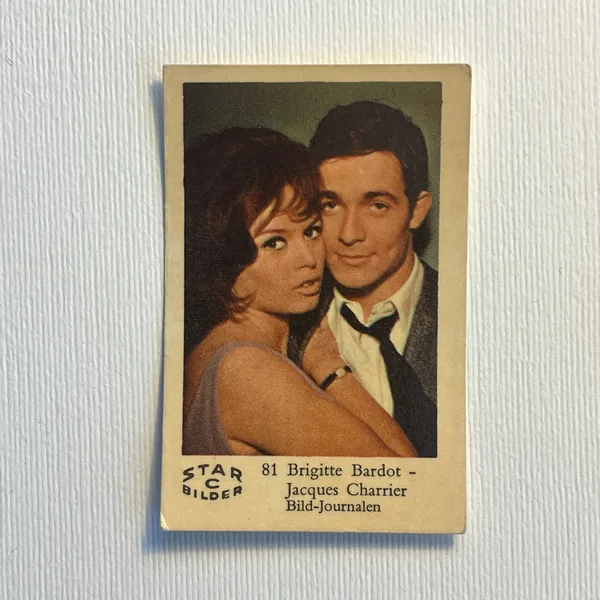 STAR
C
BILDER
81 Brigitte Bardot -
Jacques Charrier
Bild-Journalen